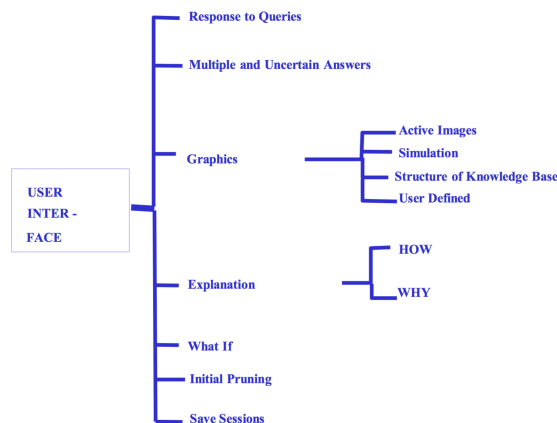 Response to Queries
Multiple and Uncertain Answers
Graphics
Active Images
Simulation
Structure of Knowledge Base
User Defined
USER
INTER -
FACE
Explanation
HOW
WHY
What If
Initial Pruning
Save Sessions